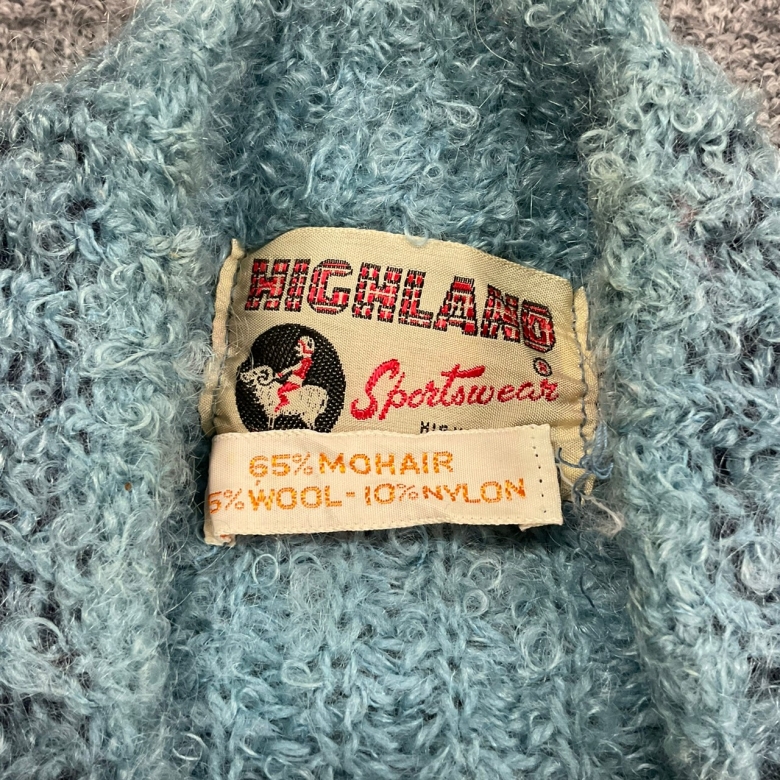 HIGHLAND
Sportswear
®
65% MOHAIR
5% WOOL - 10% NYLON